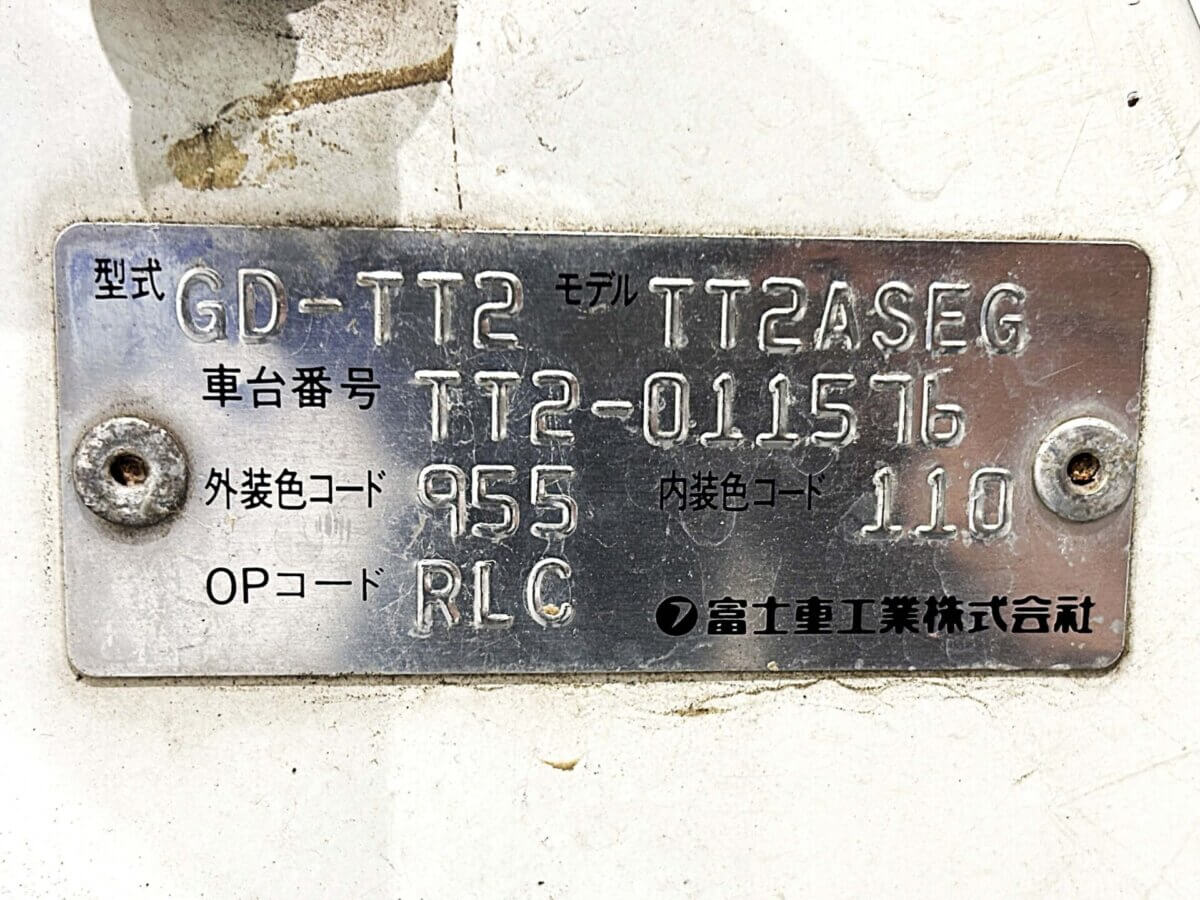 型式 GD-TT2 モデル TT2ASEG
車台番号 TT2-011576
外装色コード 955 内装色コード 110
OPコード RLC 富士重工業株式会社